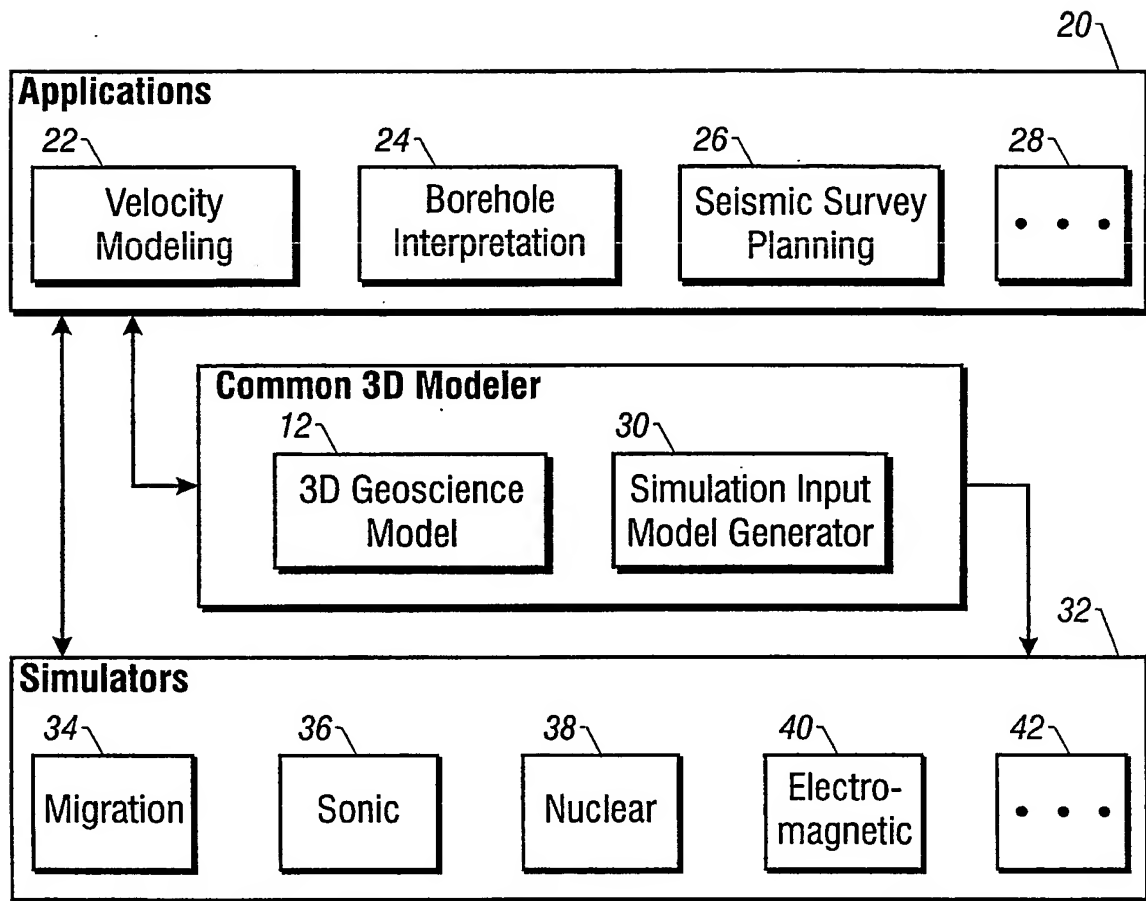 20
Applications
22
24
26
28
Velocity
Modeling
Borehole
Interpretation
Seismic Survey
Planning
• • •
Common 3D Modeler
12
30
3D Geoscience
Model
Simulation Input
Model Generator
32
Simulators
34
36
38
40
42
Migration
Sonic
Nuclear
Electro-
magnetic
• • •